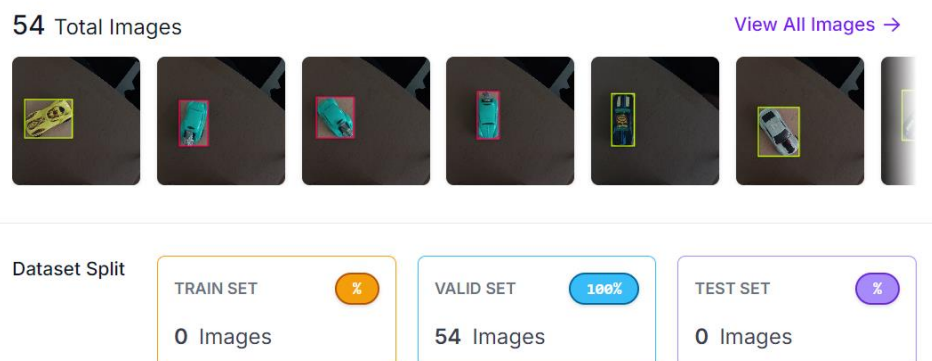 54 Total Images
View All Images →
Dataset Split
TRAIN SET
%
0 Images
VALID SET
100%
54 Images
TEST SET
%
0 Images